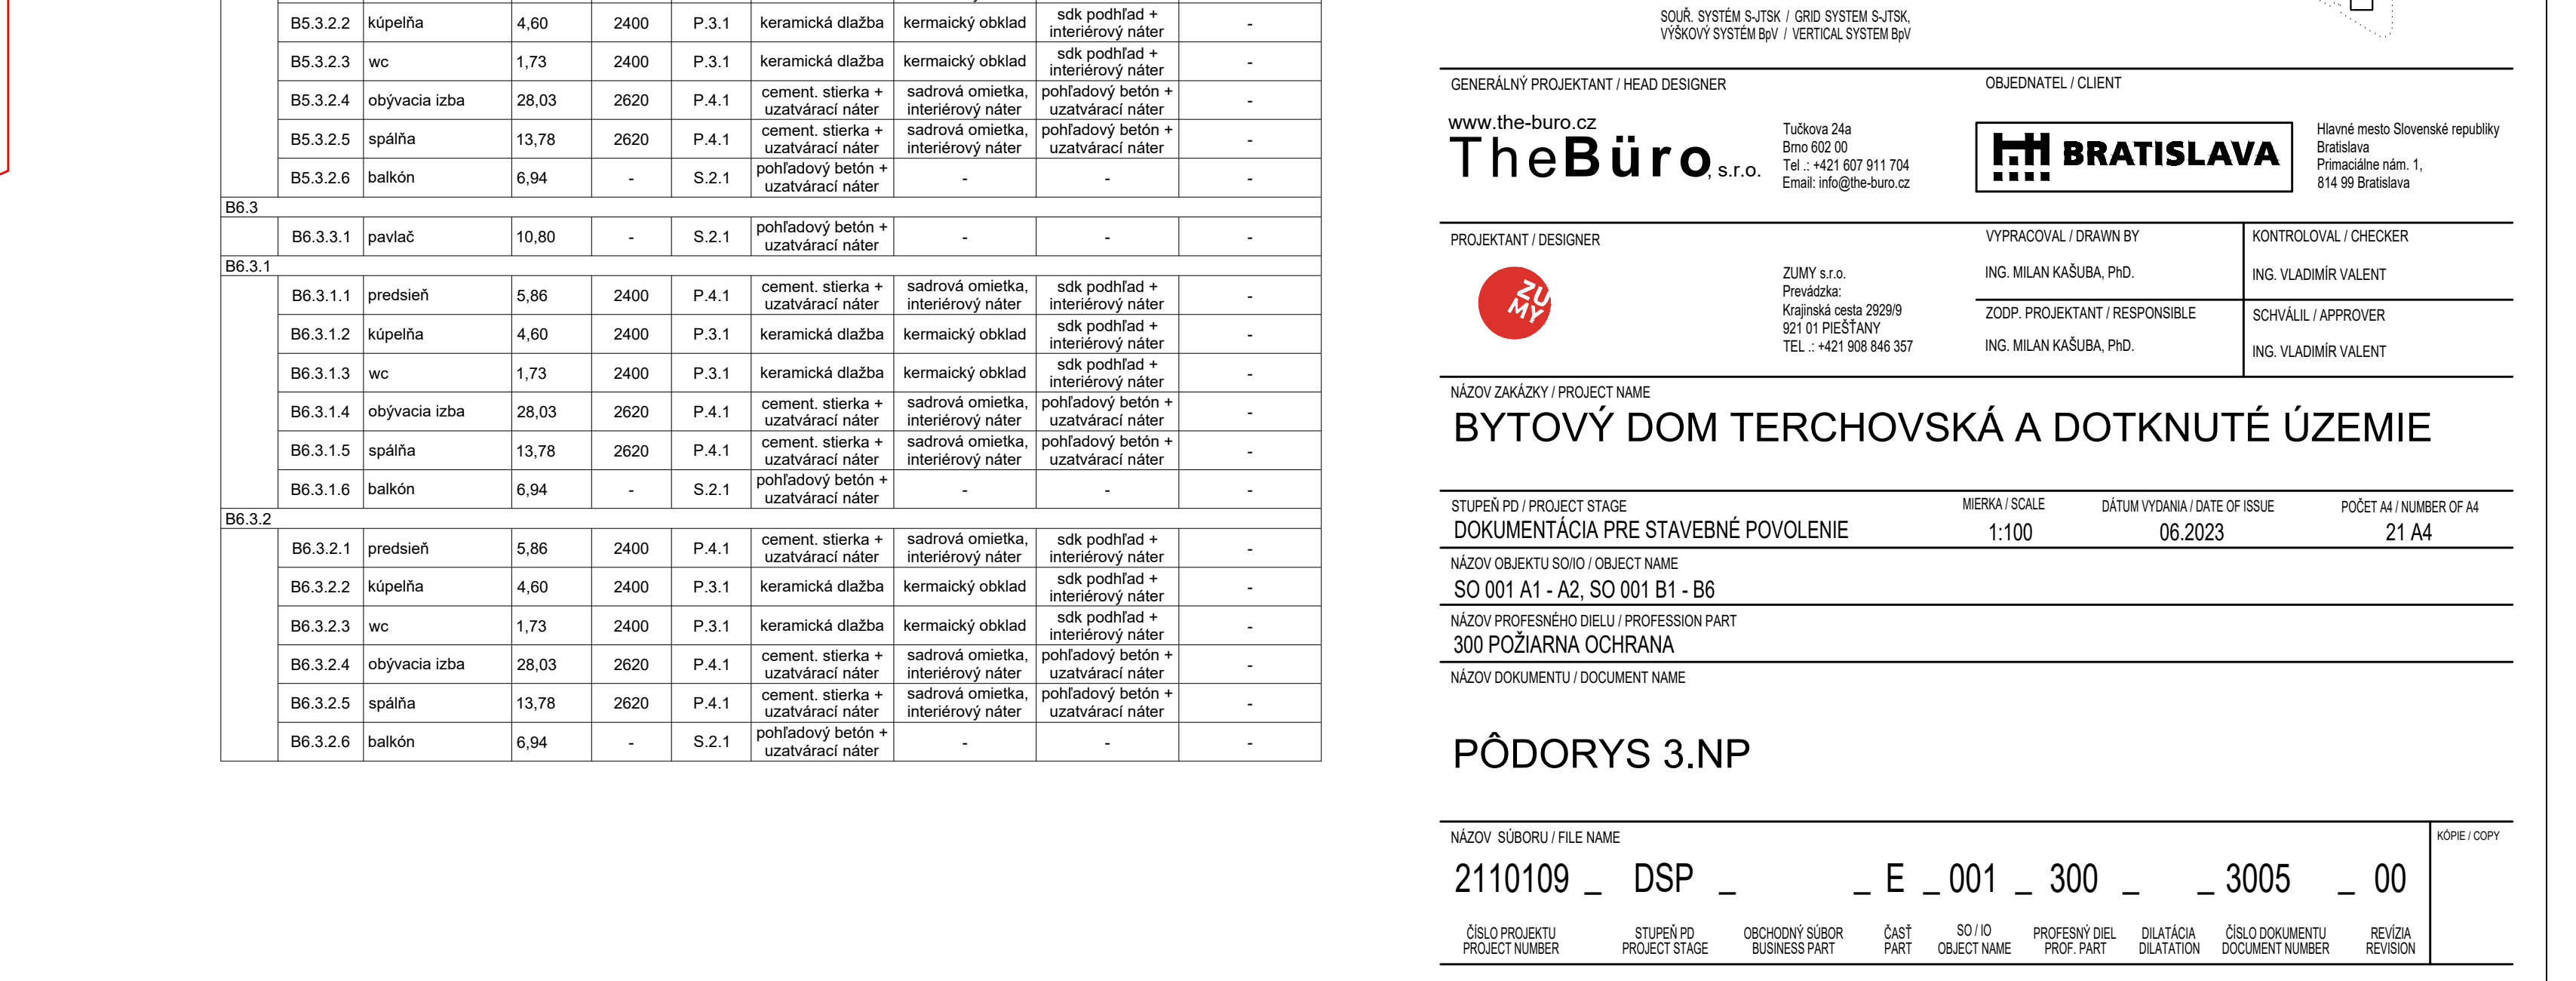 B5.3.2.2 kúpelňa 4,60 2400 P.3.1 keramická dlažba kermaický obklad sdk podhľad + interiérový náter -
B5.3.2.3 wc 1,73 2400 P.3.1 keramická dlažba kermaický obklad sdk podhľad + interiérový náter -
B5.3.2.4 obývacia izba 28,03 2620 P.4.1 cement. stierka + uzatvárací náter sadrová omietka, interiérový náter pohľadový betón + uzatvárací náter -
B5.3.2.5 spálňa 13,78 2620 P.4.1 cement. stierka + uzatvárací náter sadrová omietka, interiérový náter pohľadový betón + uzatvárací náter -
B5.3.2.6 balkón 6,94 - S.2.1 pohľadový betón + uzatvárací náter - - -
B6.3
B6.3.3.1 pavlač 10,80 - S.2.1 pohľadový betón + uzatvárací náter - - -
B6.3.1
B6.3.1.1 predsieň 5,86 2400 P.4.1 cement. stierka + uzatvárací náter sadrová omietka, interiérový náter sdk podhľad + interiérový náter -
B6.3.1.2 kúpelňa 4,60 2400 P.3.1 keramická dlažba kermaický obklad sdk podhľad + interiérový náter -
B6.3.1.3 wc 1,73 2400 P.3.1 keramická dlažba kermaický obklad sdk podhľad + interiérový náter -
B6.3.1.4 obývacia izba 28,03 2620 P.4.1 cement. stierka + uzatvárací náter sadrová omietka, interiérový náter pohľadový betón + uzatvárací náter -
B6.3.1.5 spálňa 13,78 2620 P.4.1 cement. stierka + uzatvárací náter sadrová omietka, interiérový náter pohľadový betón + uzatvárací náter -
B6.3.1.6 balkón 6,94 - S.2.1 pohľadový betón + uzatvárací náter - - -
B6.3.2
B6.3.2.1 predsieň 5,86 2400 P.4.1 cement. stierka + uzatvárací náter sadrová omietka, interiérový náter sdk podhľad + interiérový náter -
B6.3.2.2 kúpelňa 4,60 2400 P.3.1 keramická dlažba kermaický obklad sdk podhľad + interiérový náter -
B6.3.2.3 wc 1,73 2400 P.3.1 keramická dlažba kermaický obklad sdk podhľad + interiérový náter -
B6.3.2.4 obývacia izba 28,03 2620 P.4.1 cement. stierka + uzatvárací náter sadrová omietka, interiérový náter pohľadový betón + uzatvárací náter -
B6.3.2.5 spálňa 13,78 2620 P.4.1 cement. stierka + uzatvárací náter sadrová omietka, interiérový náter pohľadový betón + uzatvárací náter -
B6.3.2.6 balkón 6,94 - S.2.1 pohľadový betón + uzatvárací náter - - -
SOUŘ. SYSTÉM S-JTSK / GRID SYSTEM S-JTSK,
VÝŠKOVÝ SYSTÉM BpV / VERTICAL SYSTEM BpV
GENERÁLNÝ PROJEKTANT / HEAD DESIGNER
www.the-buro.cz
TheBüro, s.r.o.
Tučkova 24a
Brno 602 00
Tel .: +421 607 911 704
Email: info@the-buro.cz
OBJEDNATEL / CLIENT
BRATISLAVA
Hlavné mesto Slovenské republiky
Bratislava
Primaciálne nám. 1,
814 99 Bratislava
PROJEKTANT / DESIGNER
ZU
MY
ZUMY s.r.o.
Prevádzka:
Krajinská cesta 2929/9
921 01 PIEŠŤANY
TEL .: +421 908 846 357
VYPRACOVAL / DRAWN BY
ING. MILAN KAŠUBA, PhD.
KONTROLOVAL / CHECKER
ING. VLADIMÍR VALENT
ZODP. PROJEKTANT / RESPONSIBLE
ING. MILAN KAŠUBA, PhD.
SCHVÁLIL / APPROVER
ING. VLADIMÍR VALENT
NÁZOV ZAKÁZKY / PROJECT NAME
BYTOVÝ DOM TERCHOVSKÁ A DOTKNUTÉ ÚZEMIE
STUPEŇ PD / PROJECT STAGE
DOKUMENTÁCIA PRE STAVEBNÉ POVOLENIE
MIERKA / SCALE
1:100
DÁTUM VYDANIA / DATE OF ISSUE
06.2023
POČET A4 / NUMBER OF A4
21 A4
NÁZOV OBJEKTU SO/IO / OBJECT NAME
SO 001 A1 - A2, SO 001 B1 - B6
NÁZOV PROFESNÉHO DIELU / PROFESSION PART
300 POŽIARNA OCHRANA
NÁZOV DOKUMENTU / DOCUMENT NAME
PÔDORYS 3.NP
NÁZOV SÚBORU / FILE NAME
KÓPIE / COPY
2110109 _ DSP _ _ E _ 001 _ 300 _ _ 3005 _ 00
ČÍSLO PROJEKTU STUPEŇ PD OBCHODNÝ SÚBOR ČASŤ SO / IO PROFESNÝ DIEL DILATÁCIA ČÍSLO DOKUMENTU REVÍZIA
PROJECT NUMBER PROJECT STAGE BUSINESS PART PART OBJECT NAME PROF. PART DILATATION DOCUMENT NUMBER REVISION